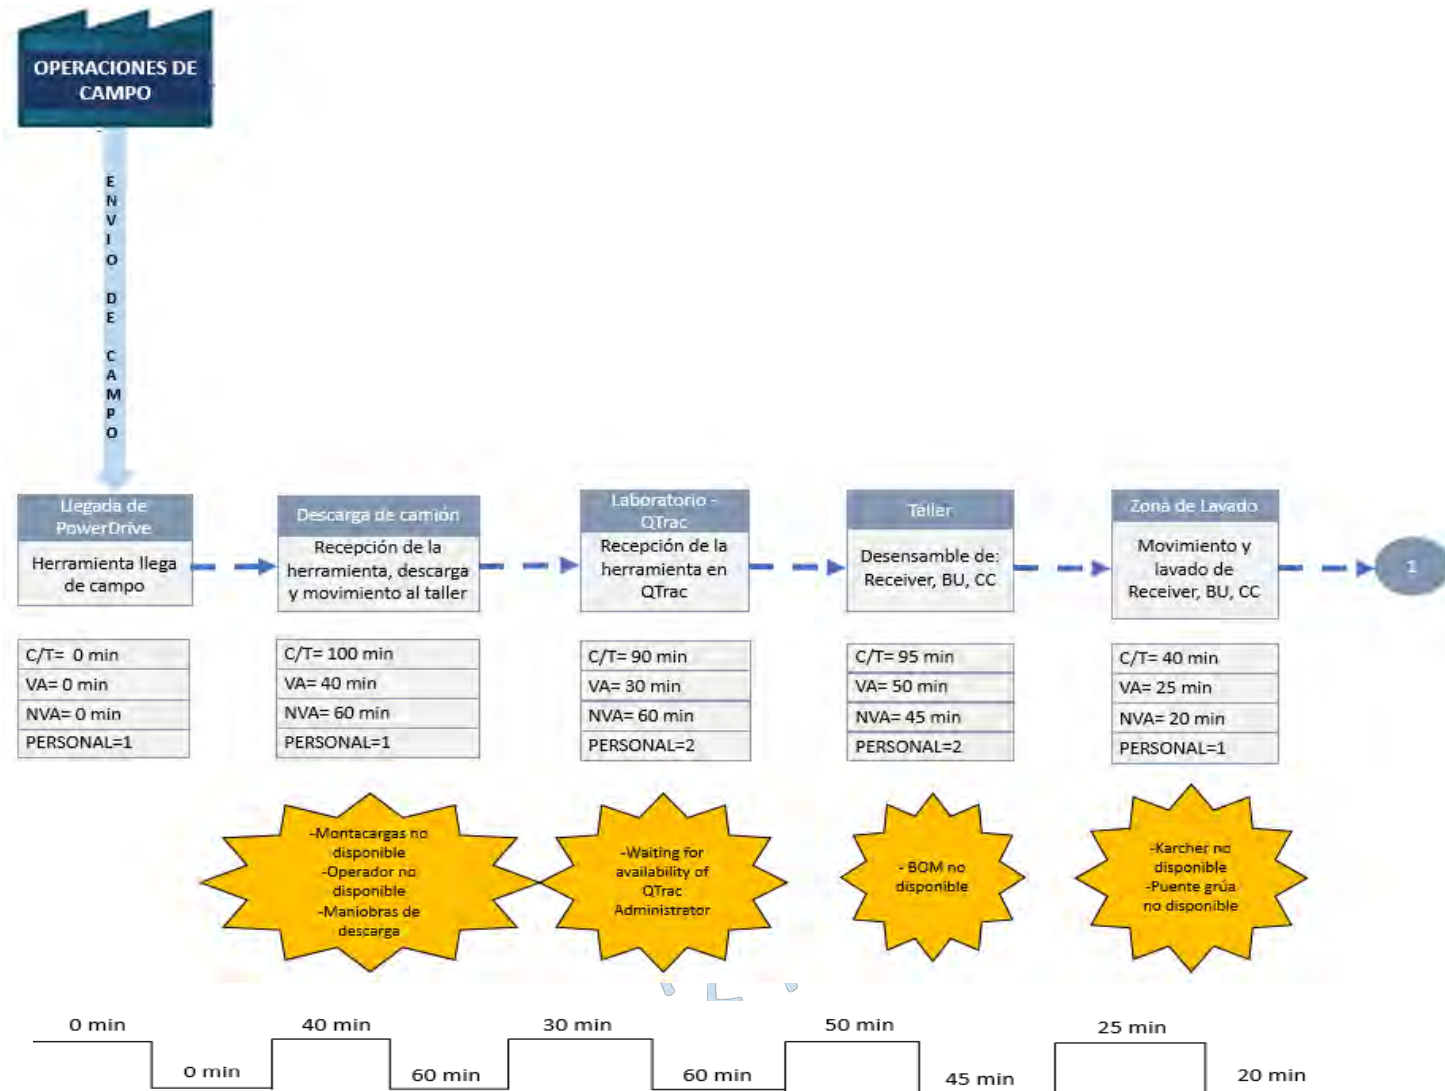 OPERACIONES DE
CAMPO
ENVIO DE CAMPO
Llegada de
PowerDrive
Herramienta llega
de campo
C/T= 0 min
VA= 0 min
NVA= 0 min
PERSONAL=1
Descarga de camión
Recepción de la
herramienta, descarga
y movimiento al taller
C/T= 100 min
VA= 40 min
NVA= 60 min
PERSONAL=1
-Montacargas no
disponible
-Operador no
disponible
-Maniobras de
descarga
Laboratorio -
QTrac
Recepción de la
herramienta en
QTrac
C/T= 90 min
VA= 30 min
NVA= 60 min
PERSONAL=2
-Waiting for
availability of
QTrac
Administrator
Taller
Desensamble de:
Receiver, BU, CC
C/T= 95 min
VA= 50 min
NVA= 45 min
PERSONAL=2
- BOM no
disponible
Zona de Lavado
Movimiento y
lavado de
Receiver, BU, CC
C/T= 40 min
VA= 25 min
NVA= 20 min
PERSONAL=1
-Karcher no
disponible
-Puente grúa
no disponible
1
0 min
0 min
40 min
60 min
30 min
60 min
50 min
45 min
25 min
20 min